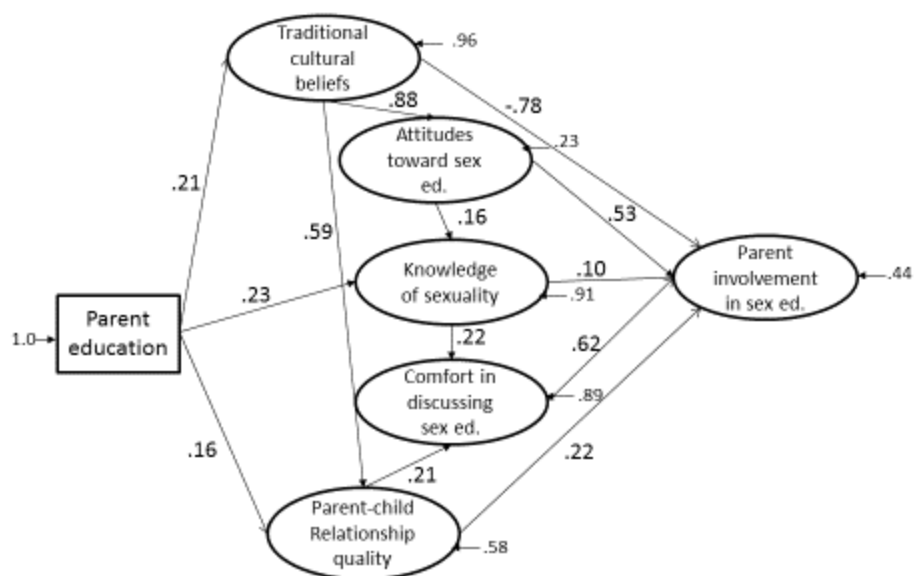 Traditional
cultural
beliefs
.96
.88
-.78
Attitudes
toward sex
ed.
.23
.21
.16
.53
.59
Parent
involvement
in sex ed.
.44
Knowledge
of sexuality
.10
.91
.23
1.0
Parent
education
.22
.62
Comfort in
discussing
sex ed.
.89
.16
.21
.22
Parent-child
Relationship
quality
.58